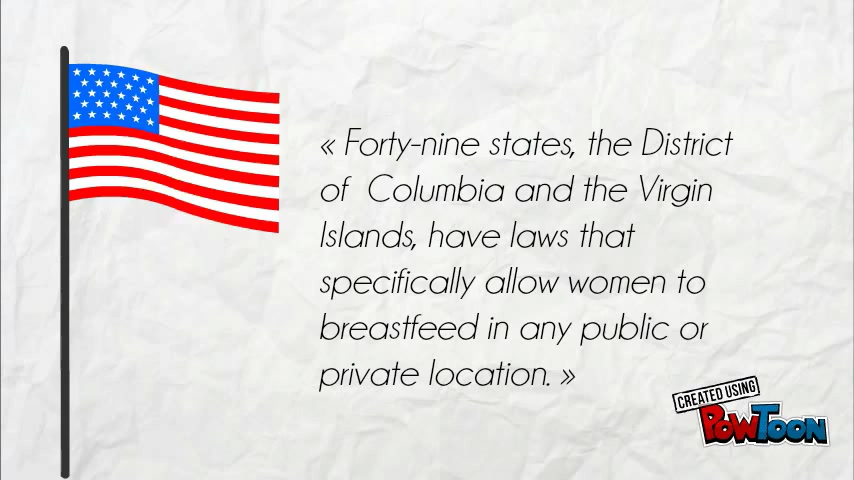 « Forty-nine states, the District
of Columbia and the Virgin
Islands, have laws that
specifically allow women to
breastfeed in any public or
private location. »
CREATED USING
POWTOON